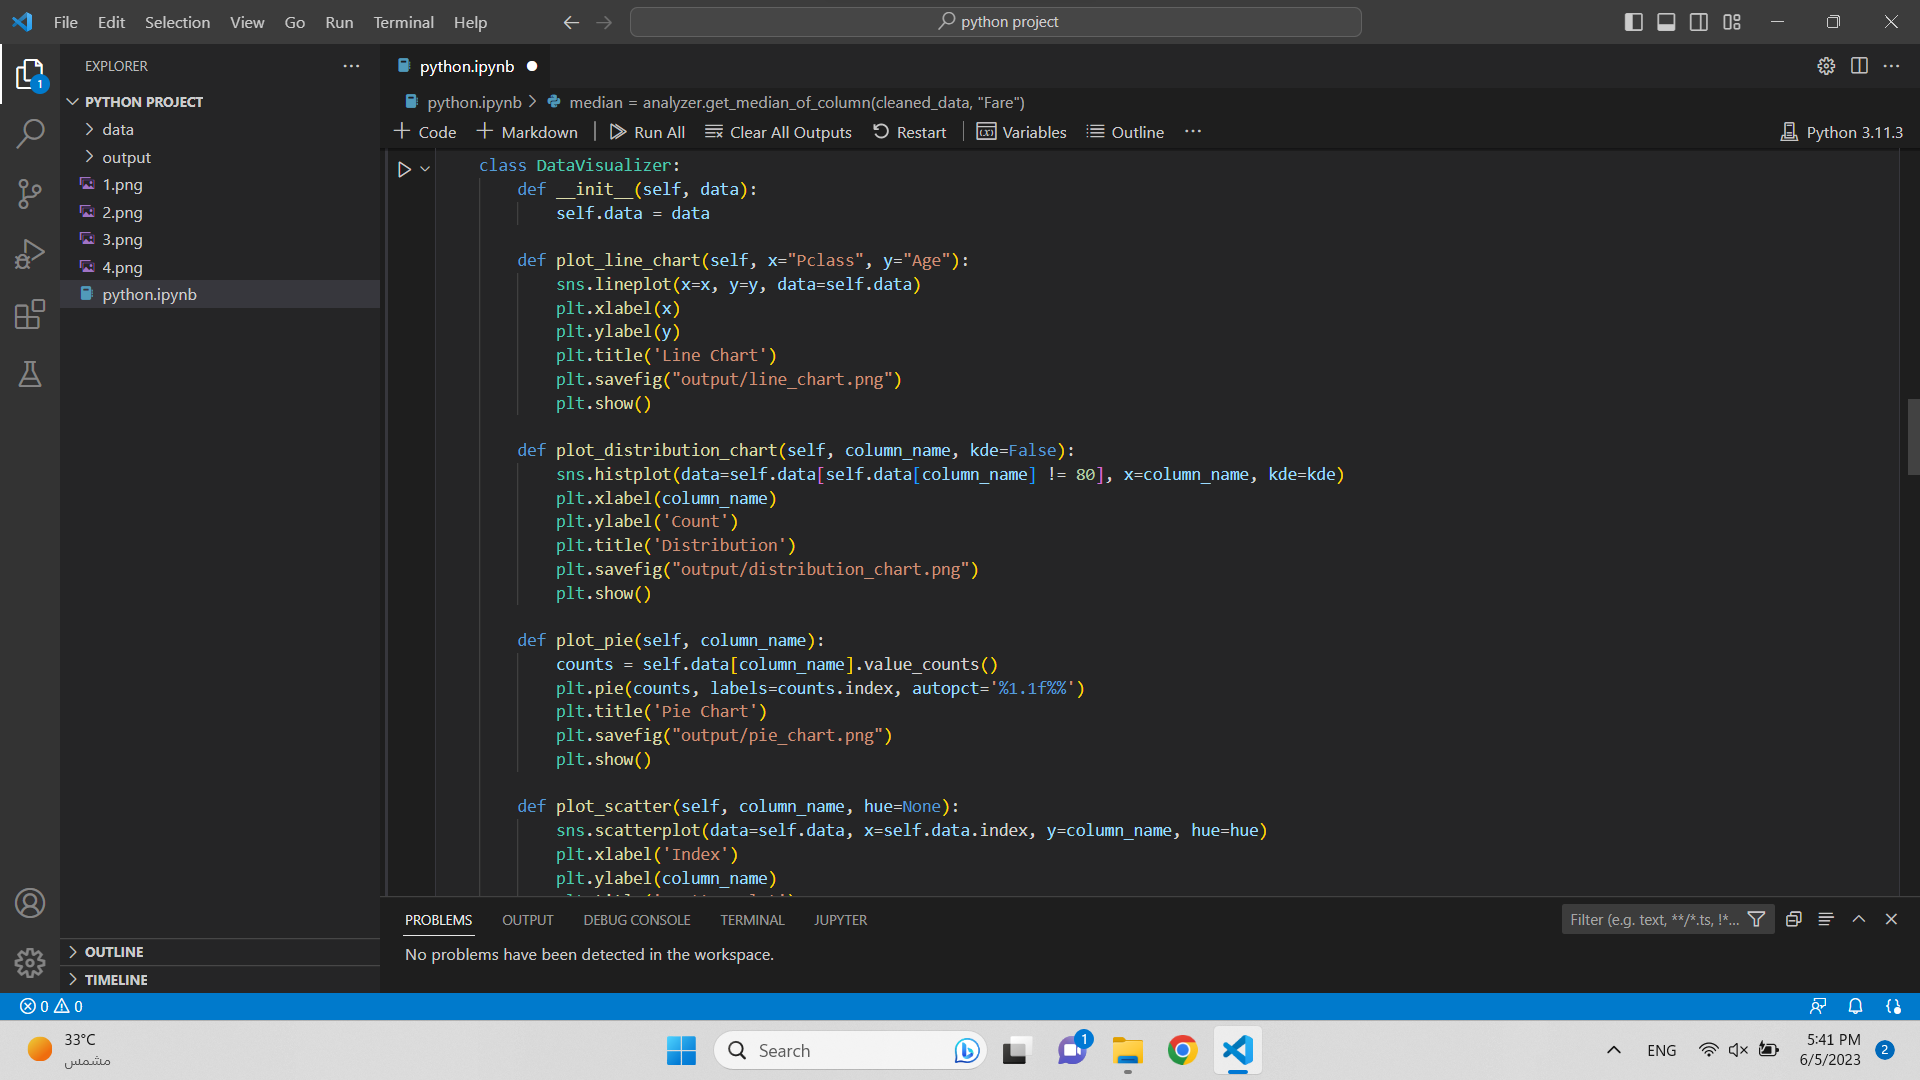 File Edit Selection View Go Run Terminal Help
python project
EXPLORER
PYTHON PROJECT
data
output
1.png
2.png
3.png
4.png
python.ipynb
OUTLINE
TIMELINE
1
python.ipynb
python.ipynb > median = analyzer.get_median_of_column(cleaned_data, "Fare")
+ Code + Markdown | Run All Clear All Outputs Restart | Variables Outline ...
Python 3.11.3
class DataVisualizer:
    def __init__(self, data):
        self.data = data
    def plot_line_chart(self, x="Pclass", y="Age"):
        sns.lineplot(x=x, y=y, data=self.data)
        plt.xlabel(x)
        plt.ylabel(y)
        plt.title('Line Chart')
        plt.savefig("output/line_chart.png")
        plt.show()
    def plot_distribution_chart(self, column_name, kde=False):
        sns.histplot(data=self.data[self.data[column_name] != 80], x=column_name, kde=kde)
        plt.xlabel(column_name)
        plt.ylabel('Count')
        plt.title('Distribution')
        plt.savefig("output/distribution_chart.png")
        plt.show()
    def plot_pie(self, column_name):
        counts = self.data[column_name].value_counts()
        plt.pie(counts, labels=counts.index, autopct='%1.1f%%')
        plt.title('Pie Chart')
        plt.savefig("output/pie_chart.png")
        plt.show()
    def plot_scatter(self, column_name, hue=None):
        sns.scatterplot(data=self.data, x=self.data.index, y=column_name, hue=hue)
        plt.xlabel('Index')
        plt.ylabel(column_name)
PROBLEMS OUTPUT DEBUG CONSOLE TERMINAL JUPYTER
Filter (e.g. text, **/*.ts, !*...
No problems have been detected in the workspace.
0 0
33°C
مشمس
Search
1
ENG
5:41 PM
6/5/2023
2